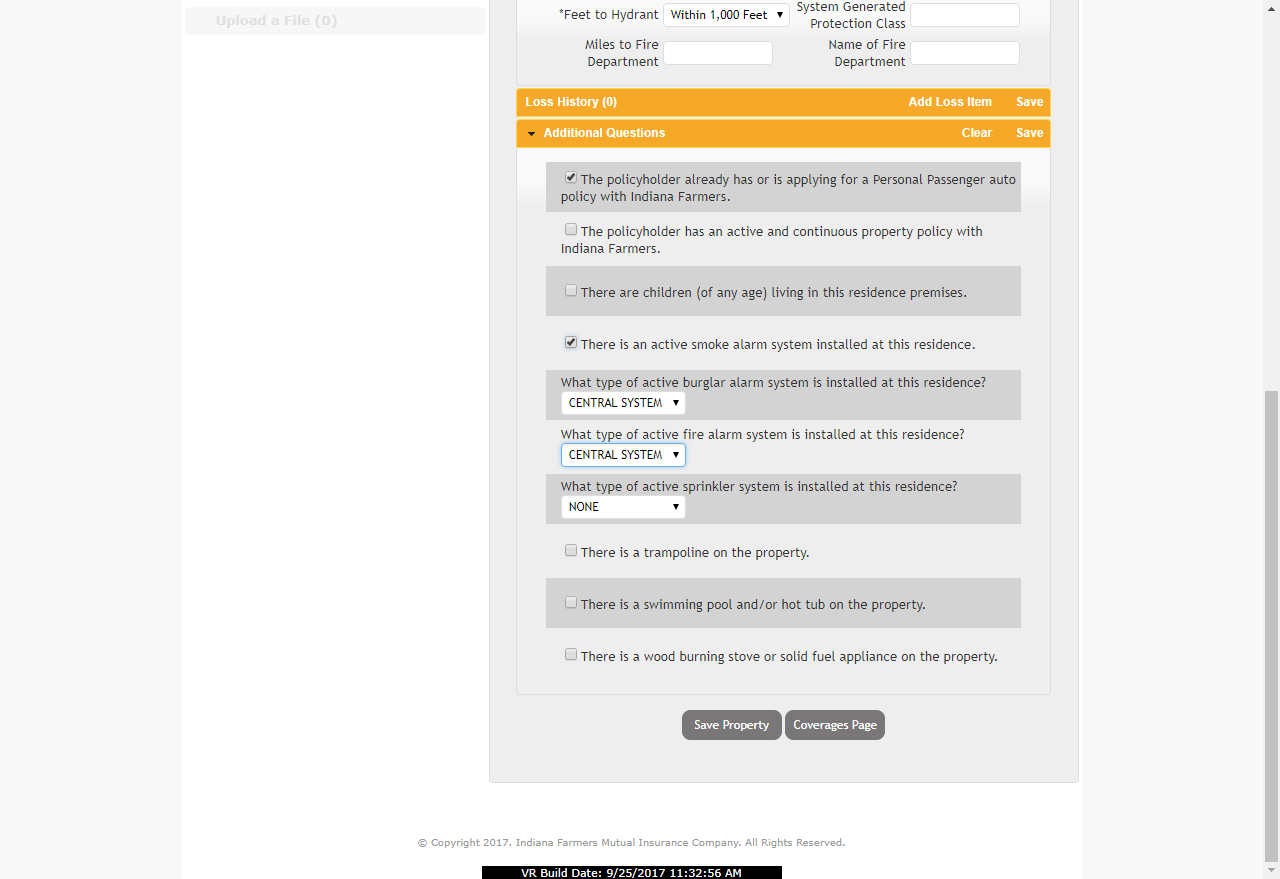 Upload a File (0)
*Feet to Hydrant Within 1,000 Feet ▼ System Generated
Protection Class
Miles to Fire Name of Fire
Department Department
Loss History (0) Add Loss Item Save
Additional Questions Clear Save
The policyholder already has or is applying for a Personal Passenger auto
policy with Indiana Farmers.
The policyholder has an active and continuous property policy with
Indiana Farmers.
There are children (of any age) living in this residence premises.
There is an active smoke alarm system installed at this residence.
What type of active burglar alarm system is installed at this residence?
CENTRAL SYSTEM ▼
What type of active fire alarm system is installed at this residence?
CENTRAL SYSTEM ▼
What type of active sprinkler system is installed at this residence?
NONE ▼
There is a trampoline on the property.
There is a swimming pool and/or hot tub on the property.
There is a wood burning stove or solid fuel appliance on the property.
Save Property Coverages Page
© Copyright 2017. Indiana Farmers Mutual Insurance Company. All Rights Reserved.
VR Build Date: 9/25/2017 11:32:56 AM